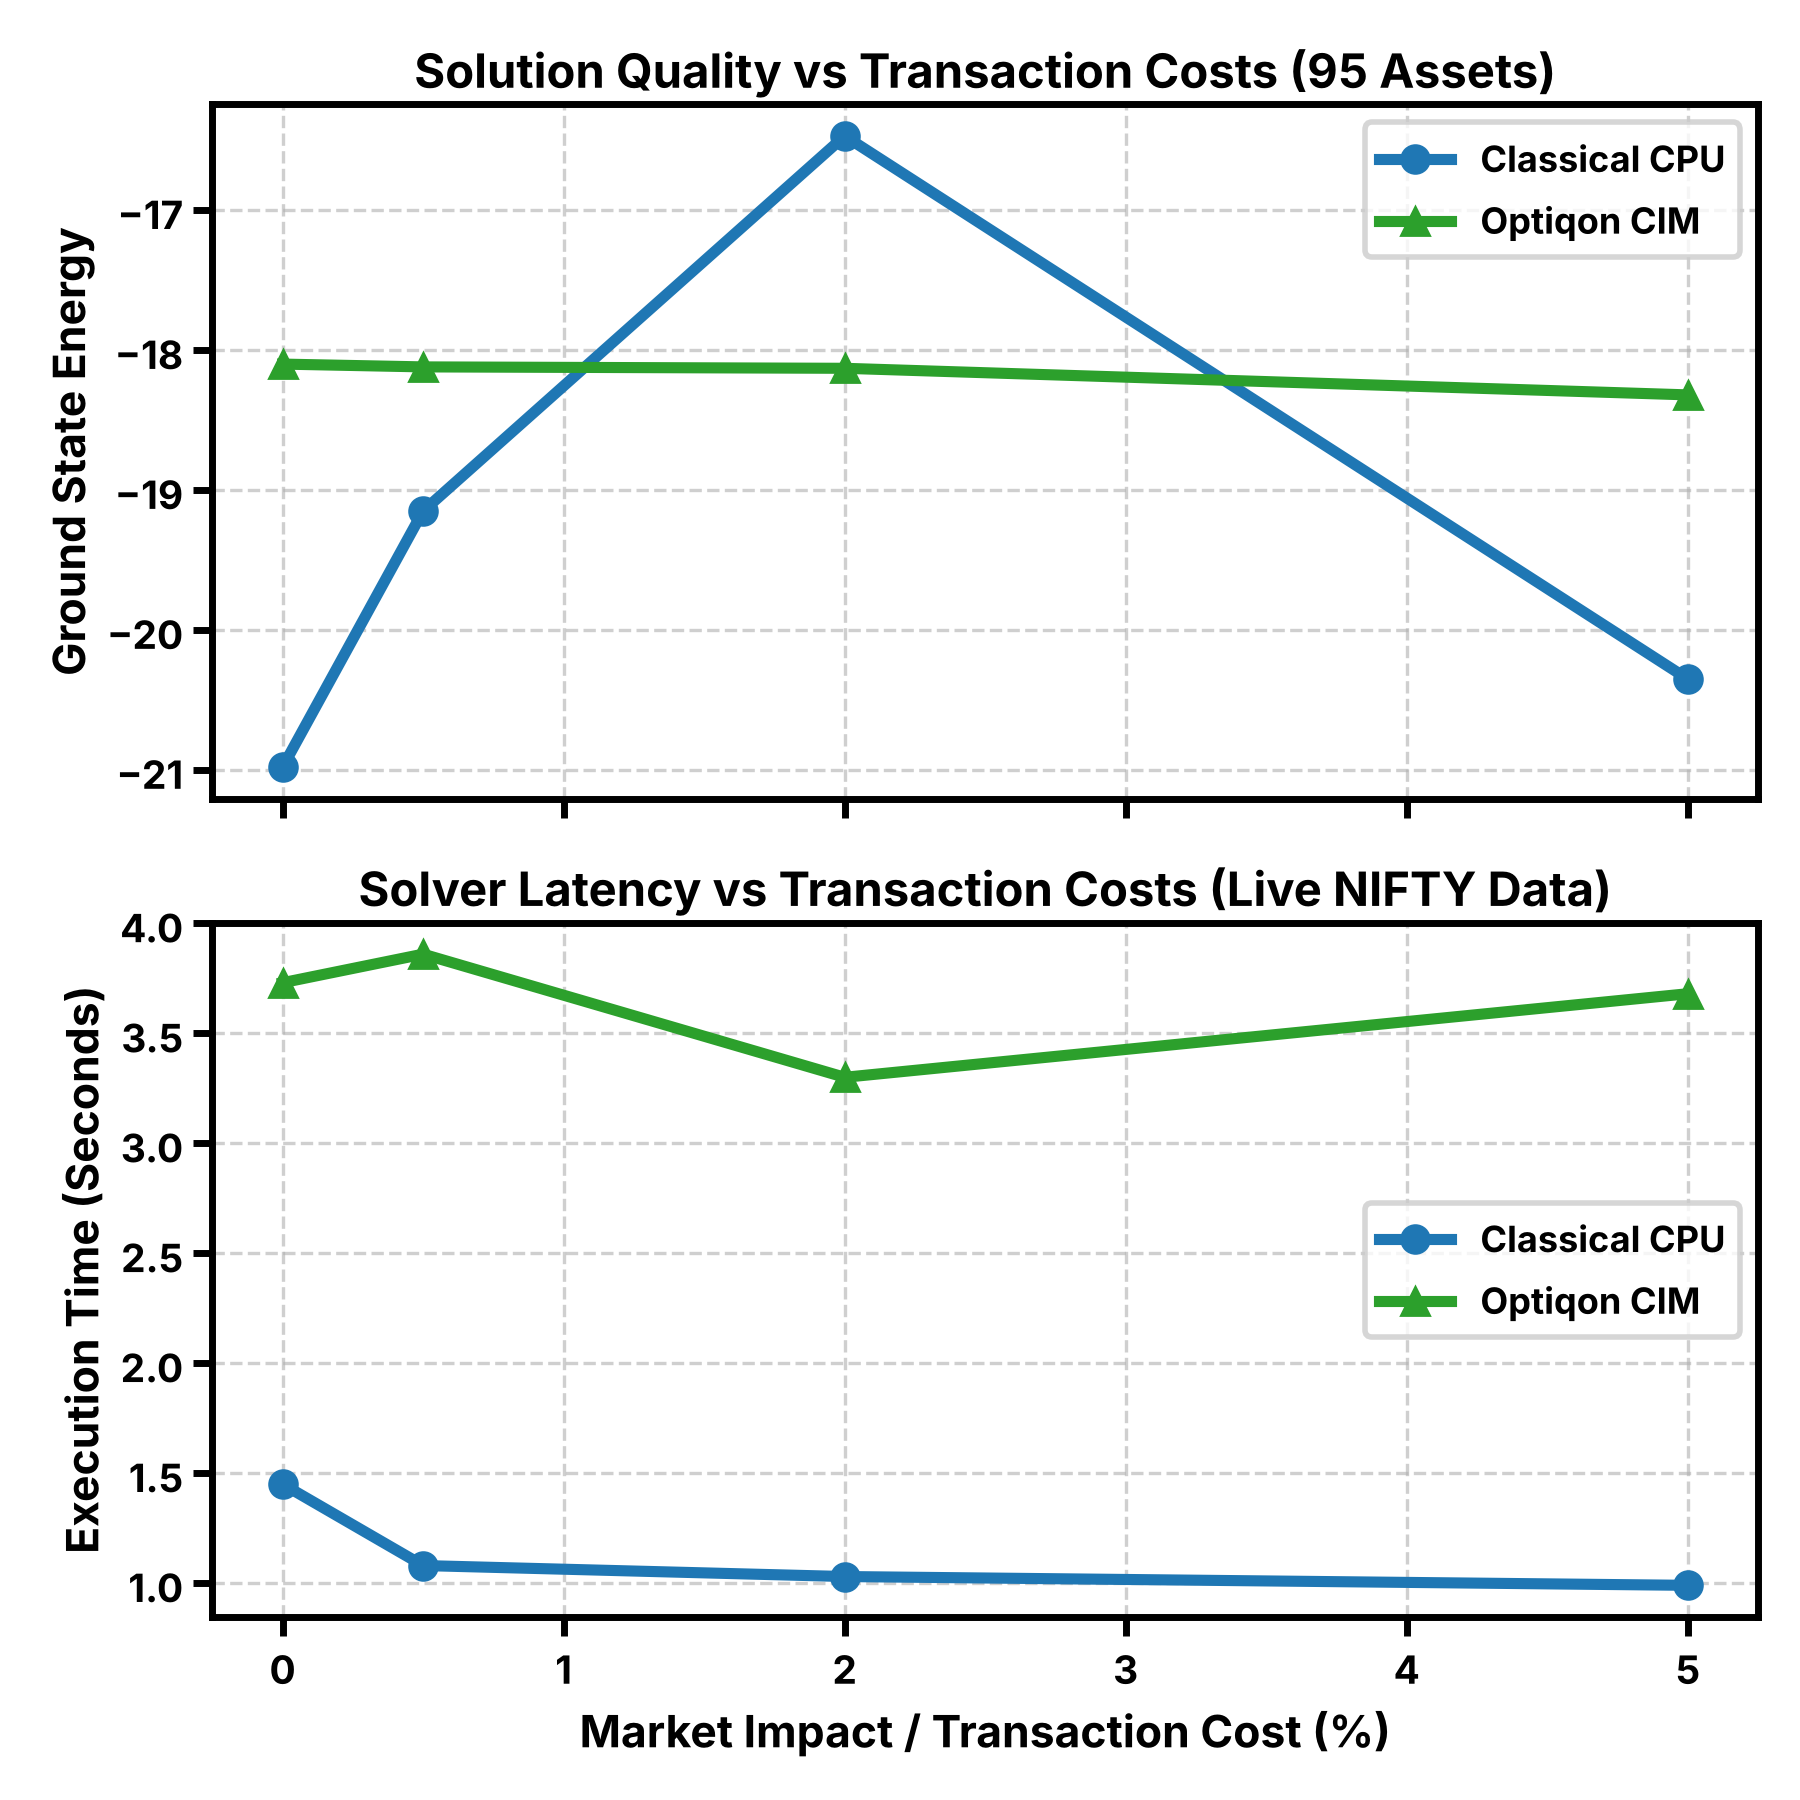 Solution Quality vs Transaction Costs (95 Assets)
Ground State Energy
−17
−18
−19
−20
−21
Classical CPU
Optiqon CIM
Solver Latency vs Transaction Costs (Live NIFTY Data)
Execution Time (Seconds)
4.0
3.5
3.0
2.5
2.0
1.5
1.0
Classical CPU
Optiqon CIM
0 1 2 3 4 5
Market Impact / Transaction Cost (%)